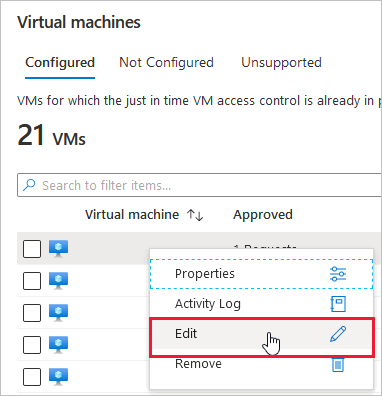 Virtual machines
Configured Not Configured Unsupported
VMs for which the just in time VM access control is already in
21 VMs
Search to filter items...
Virtual machine Approved
1 Requests
Properties
Activity Log
Edit
Remove